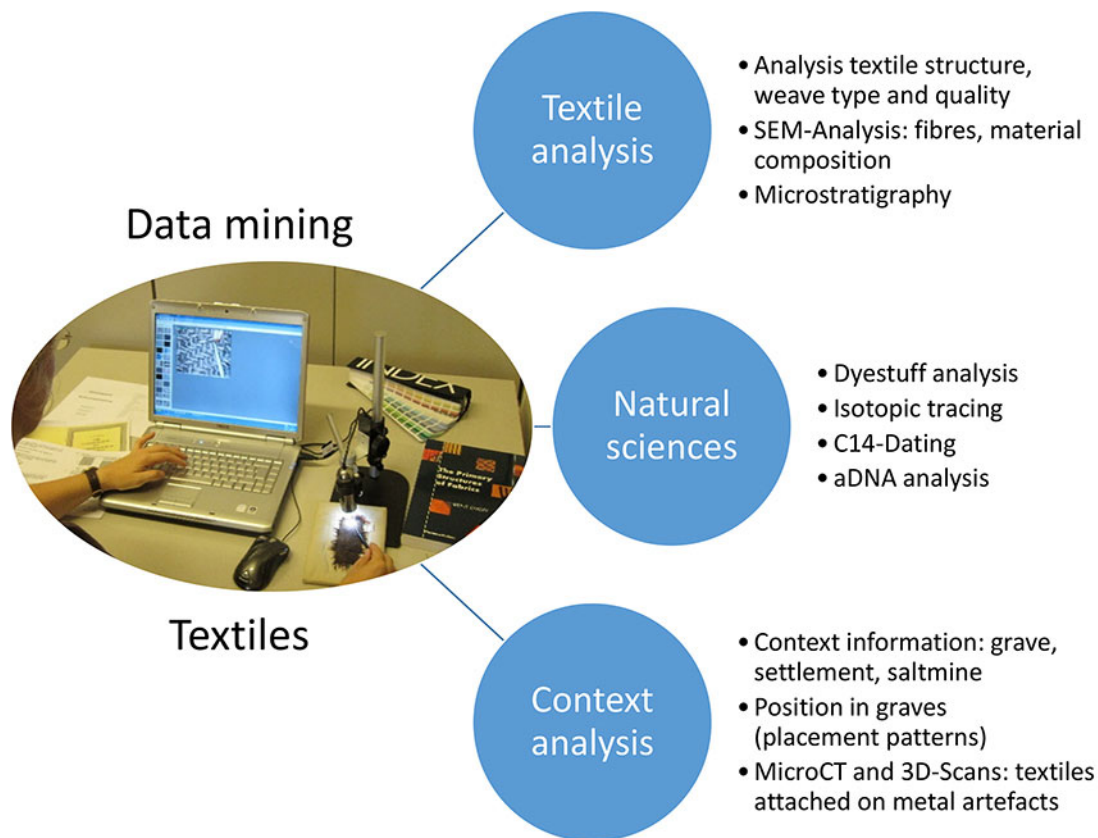 Data mining
Textiles
Textile
analysis
• Analysis textile structure,
weave type and quality
• SEM-Analysis: fibres, material
composition
• Microstratigraphy
INDEX
The Primary
Structures
of Fabrics
Natural
sciences
• Dyestuff analysis
• Isotopic tracing
• C14-Dating
• aDNA analysis
Context
analysis
• Context information: grave,
settlement, saltmine
• Position in graves
(placement patterns)
• MicroCT and 3D-Scans: textiles
attached on metal artefacts